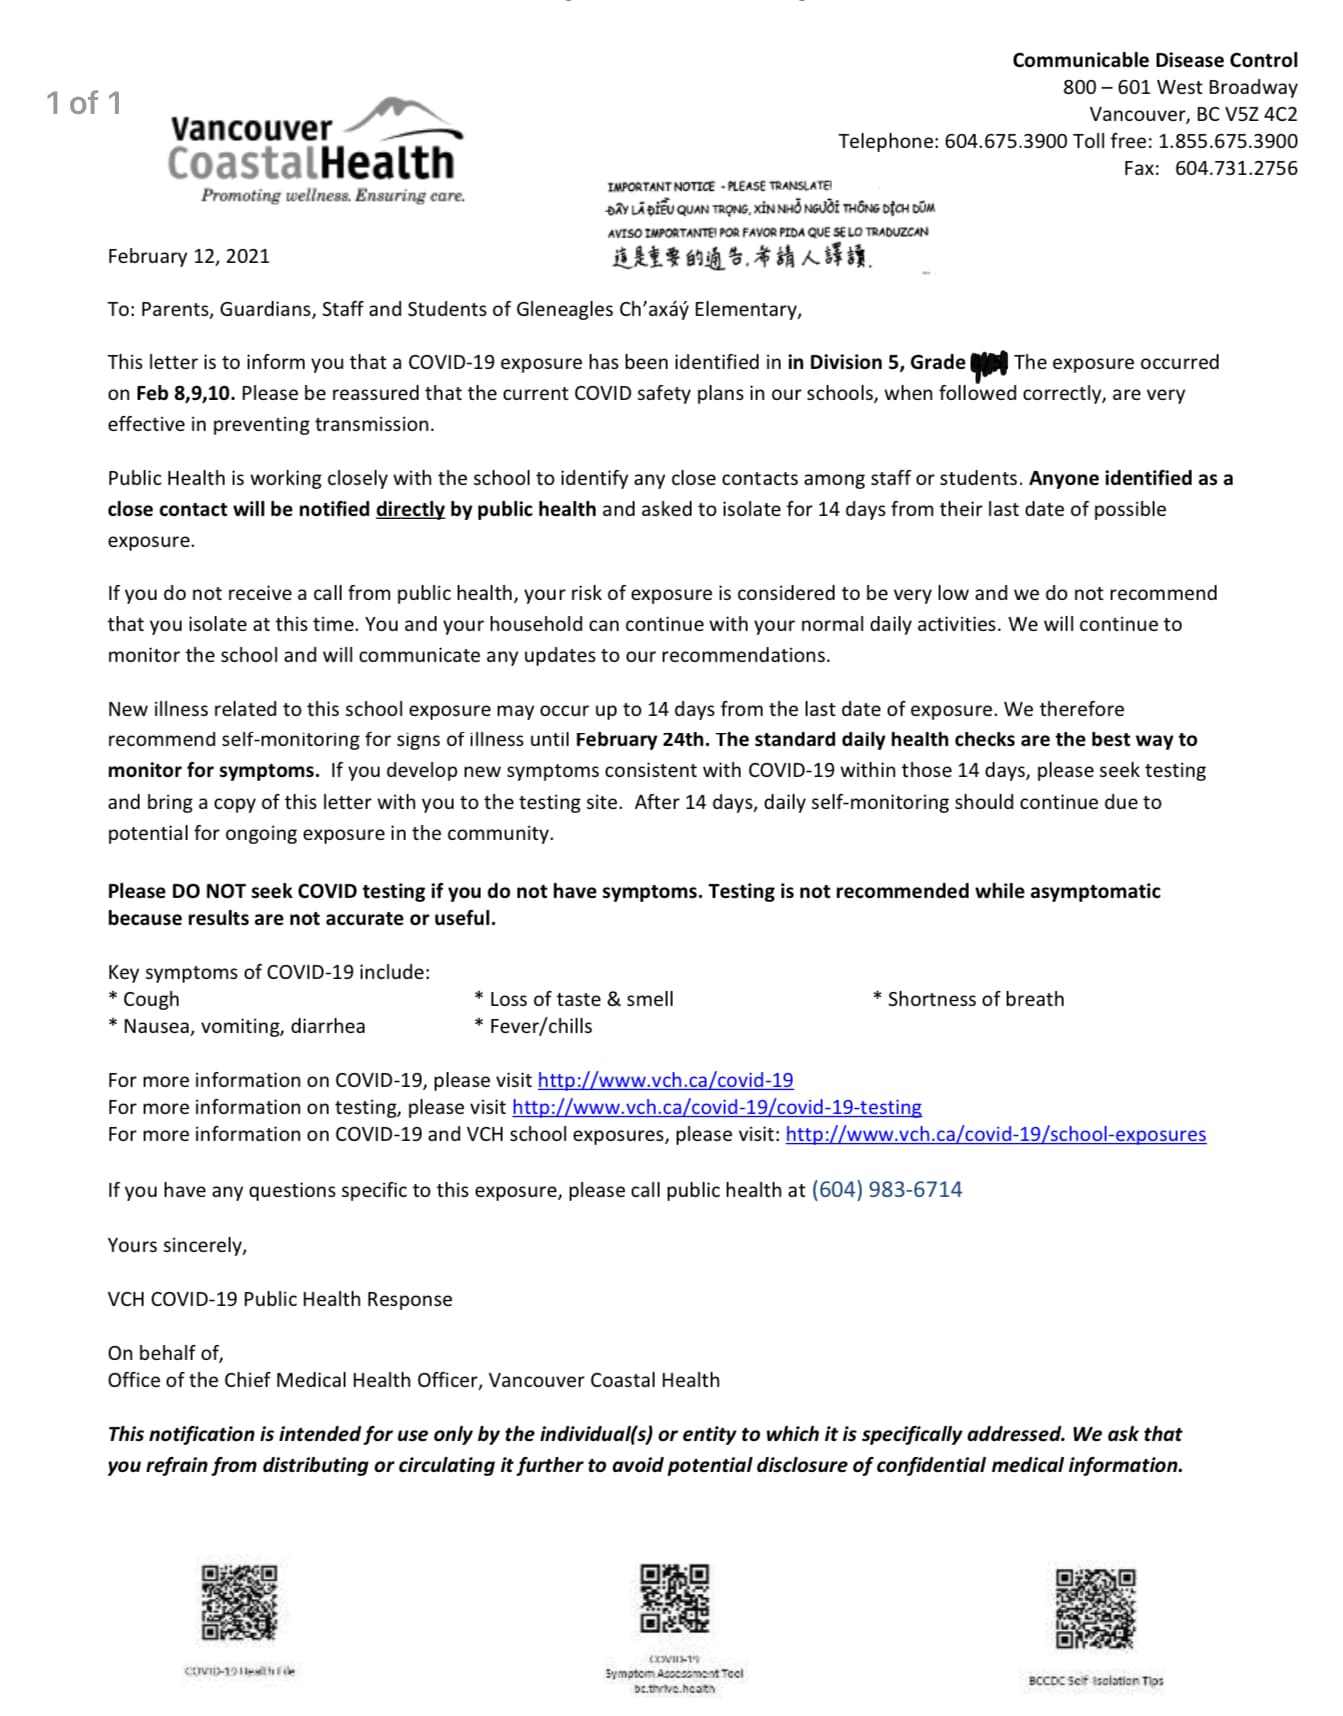 Communicable Disease Control
800 – 601 West Broadway
Vancouver, BC V5Z 4C2
Telephone: 604.675.3900 Toll free: 1.855.675.3900
Fax: 604.731.2756
1 of 1
Vancouver
CoastalHealth
Promoting wellness. Ensuring care.
IMPORTANT NOTICE - PLEASE TRANSLATE!
ĐÂY LÀ ĐIỀU QUAN TRỌNG, XIN NHỜ NGƯỜI THÔNG DỊCH DÙM
AVISO IMPORTANTE! POR FAVOR PIDA QUE SE LO TRADUZCAN
這是重要的通告,希請人譯讀.
February 12, 2021
To: Parents, Guardians, Staff and Students of Gleneagles Ch’axáý Elementary,
This letter is to inform you that a COVID-19 exposure has been identified in in Division 5, Grade The exposure occurred
on Feb 8,9,10. Please be reassured that the current COVID safety plans in our schools, when followed correctly, are very
effective in preventing transmission.
Public Health is working closely with the school to identify any close contacts among staff or students. Anyone identified as a
close contact will be notified directly by public health and asked to isolate for 14 days from their last date of possible
exposure.
If you do not receive a call from public health, your risk of exposure is considered to be very low and we do not recommend
that you isolate at this time. You and your household can continue with your normal daily activities. We will continue to
monitor the school and will communicate any updates to our recommendations.
New illness related to this school exposure may occur up to 14 days from the last date of exposure. We therefore
recommend self-monitoring for signs of illness until February 24th. The standard daily health checks are the best way to
monitor for symptoms. If you develop new symptoms consistent with COVID-19 within those 14 days, please seek testing
and bring a copy of this letter with you to the testing site. After 14 days, daily self-monitoring should continue due to
potential for ongoing exposure in the community.
Please DO NOT seek COVID testing if you do not have symptoms. Testing is not recommended while asymptomatic
because results are not accurate or useful.
Key symptoms of COVID-19 include:
* Cough * Loss of taste & smell * Shortness of breath
* Nausea, vomiting, diarrhea * Fever/chills
For more information on COVID-19, please visit http://www.vch.ca/covid-19
For more information on testing, please visit http://www.vch.ca/covid-19/covid-19-testing
For more information on COVID-19 and VCH school exposures, please visit: http://www.vch.ca/covid-19/school-exposures
If you have any questions specific to this exposure, please call public health at (604) 983-6714
Yours sincerely,
VCH COVID-19 Public Health Response
On behalf of,
Office of the Chief Medical Health Officer, Vancouver Coastal Health
This notification is intended for use only by the individual(s) or entity to which it is specifically addressed. We ask that
you refrain from distributing or circulating it further to avoid potential disclosure of confidential medical information.
COVID-19 Health File
COVID-19
Symptom Assessment Tool
bc.thrive.health
BCCDC Self-Isolation Tips